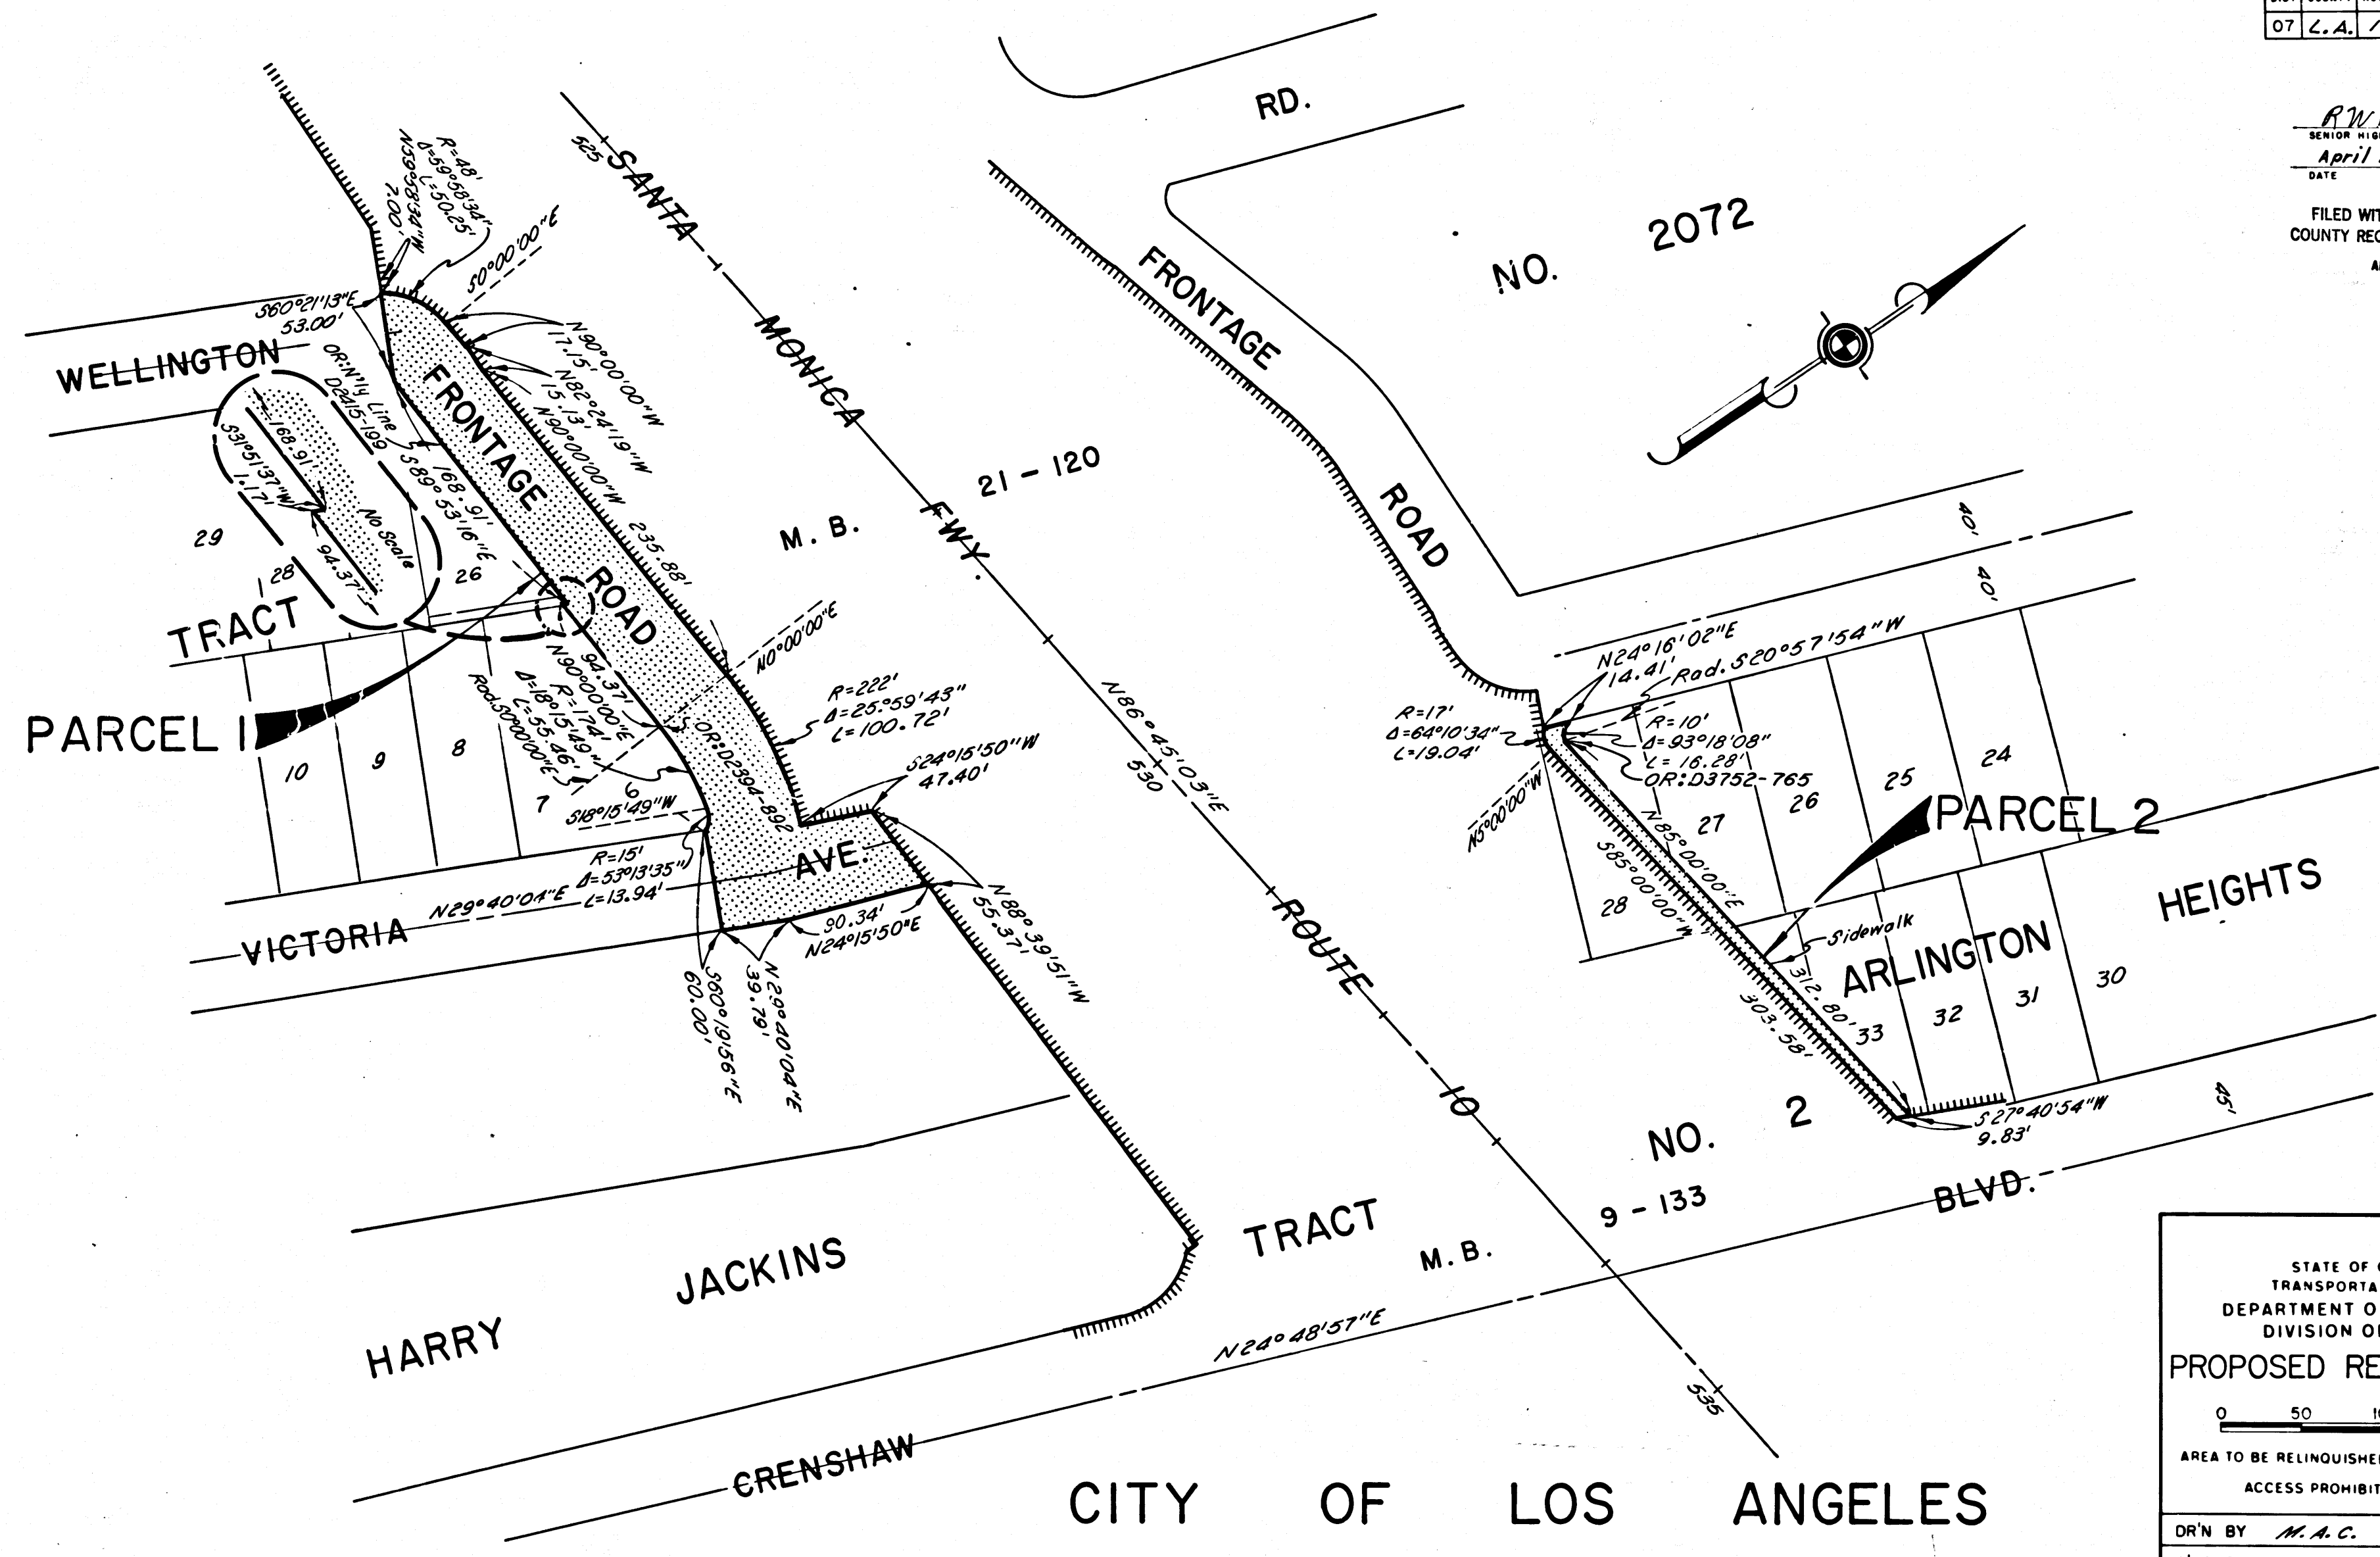 07 L.A.
SENIOR
April
DATE
FILED
COUNTY
RD.
525
SANTA MONICA FWY.
ROUTE 10
530
535
N86°45'03"E
FRONTAGE ROAD
NO. 2072
M. B. 21 - 120
R=48'
Δ=59°58'34"
L=50.25'
N59°58'34"W
7.00'
S0°00'00"E
S60°21'13"E
53.00'
WELLINGTON
OR:N'ly Line
D2415-199
FRONTAGE ROAD
N90°00'00"W
17.15'
N82°24'19"W
15.13'
N90°00'00"W
235.88'
168.91'
S89°53'16"E
168.91'
S31°51'37"W
1.17'
94.37'
No Scale
29
28
26
TRACT
PARCEL 1
10
9
8
7
6
94.37'
N90°00'00"E
R=174'
Δ=18°15'49"
L=55.46'
Rad. S0°00'00"E
N0°00'00"E
OR:D2394-892
R=222'
Δ=25°59'43"
L=100.72'
S24°15'50"W
47.40'
S18°15'49"W
R=15'
Δ=53°13'35"
L=13.94'
N29°40'04"E
VICTORIA AVE.
90.34'
N24°15'50"E
N88°39'51"W
55.37'
N29°40'04"E
39.79'
S60°19'56"E
60.00'
40'
40'
N24°16'02"E
14.41'
Rad. S20°57'54"W
R=17'
Δ=64°10'34"
L=19.04'
R=10'
Δ=93°18'08"
L=16.28'
OR:D3752-765
N5°00'00"W
N85°00'00"E
S85°00'00"W
28
27
26
25
24
PARCEL 2
Sidewalk
312.80'
303.58'
33
32
31
30
ARLINGTON HEIGHTS
S27°40'54"W
9.83'
45'
HARRY JACKINS TRACT NO. 2
M. B. 9 - 133
CRENSHAW BLVD.
N24°48'57"E
CITY OF LOS ANGELES
STATE OF
DEPARTMENT
DIVISION
PROPOSED
0 50
AREA TO BE
ACCESS
DR'N BY M.A.C.